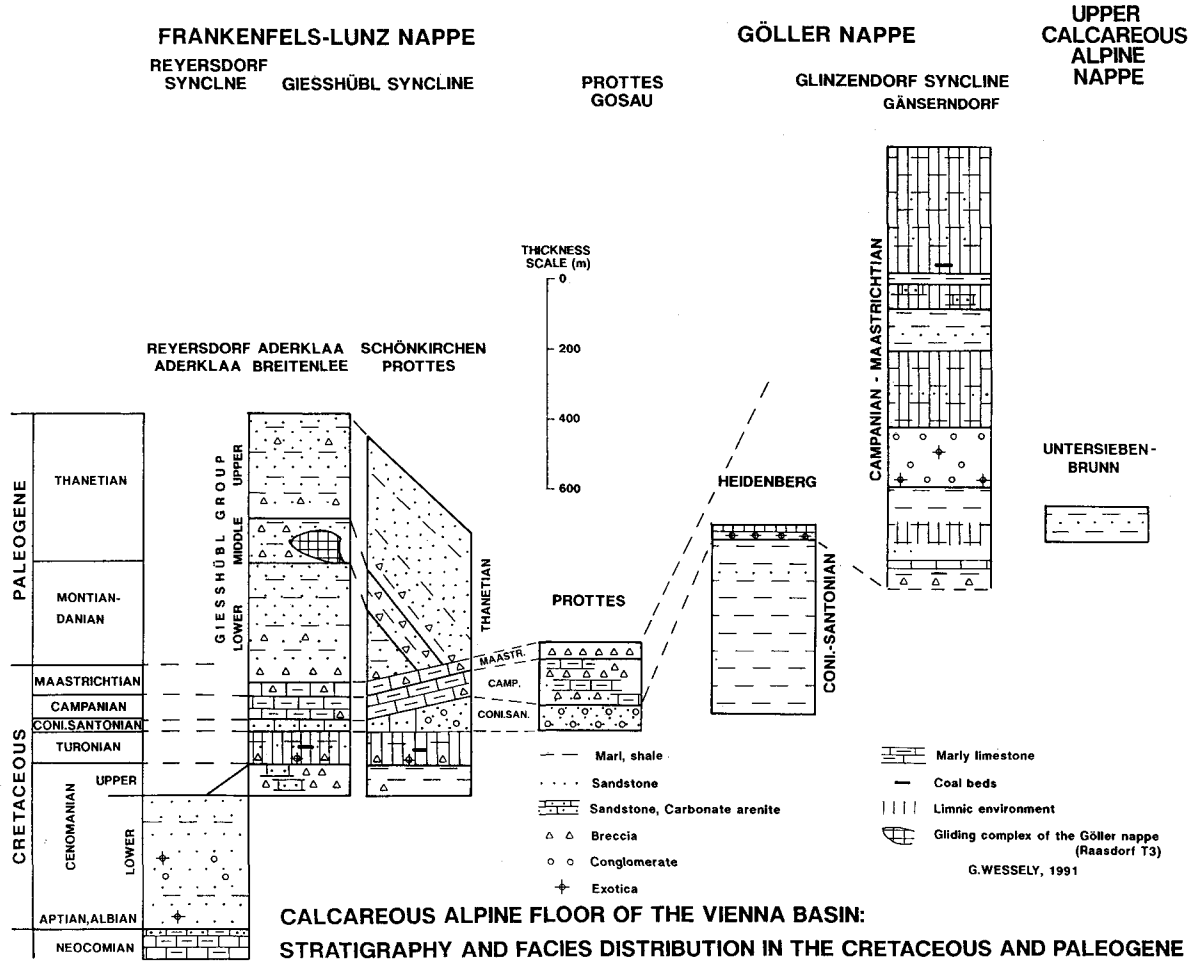 FRANKENFELS-LUNZ NAPPE
GÖLLER NAPPE
UPPER
CALCAREOUS
ALPINE
NAPPE
REYERSDORF
SYNCLNE
GIESSHÜBL SYNCLINE
PROTTES
GOSAU
GLINZENDORF SYNCLINE
GÄNSERNDORF
THICKNESS
SCALE (m)
0
200
400
600
REYERSDORF
ADERKLAA
ADERKLAA
BREITENLEE
SCHÖNKIRCHEN
PROTTES
PALEOGENE
THANETIAN
MONTIAN-
DANIAN
CRETACEOUS
MAASTRICHTIAN
CAMPANIAN
CONI.SANTONIAN
TURONIAN
CENOMANIAN
UPPER
LOWER
APTIAN,ALBIAN
NEOCOMIAN
GIESSHÜBL GROUP
UPPER
MIDDLE
LOWER
THANETIAN
MAASTR.
CAMP.
CONI.SAN.
PROTTES
HEIDENBERG
CONI.-SANTONIAN
CAMPANIAN - MAASTRICHTIAN
UNTERSIEBEN-
BRUNN
Marl, shale
Sandstone
Sandstone, Carbonate arenite
Breccia
Conglomerate
Exotica
Marly limestone
Coal beds
Limnic environment
Gliding complex of the Göller nappe
(Raasdorf T3)
G.WESSELY, 1991
CALCAREOUS ALPINE FLOOR OF THE VIENNA BASIN:
STRATIGRAPHY AND FACIES DISTRIBUTION IN THE CRETACEOUS AND PALEOGENE